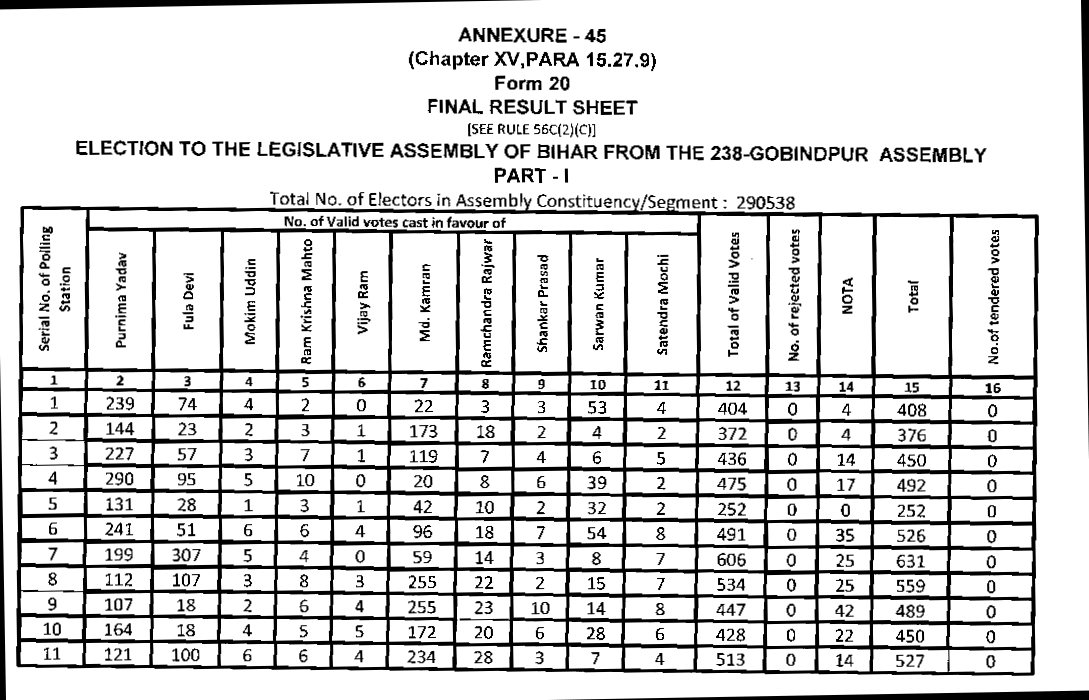 ANNEXURE - 45
(Chapter XV,PARA 15.27.9)
Form 20
FINAL RESULT SHEET
[SEE RULE 56C(2)(C)]
ELECTION TO THE LEGISLATIVE ASSEMBLY OF BIHAR FROM THE 238-GOBINDPUR ASSEMBLY
PART - I
Total No. of Electors in Assembly Constituency/Segment : 290538
Serial No. of Polling Station
No. of Valid votes cast in favour of
Purnima Yadav
Fula Devi
Mokim Uddin
Ram Krishna Mahto
Vijay Ram
Md. Kamran
Ramchandra Rajwar
Shankar Prasad
Sarwan Kumar
Satendra Mochi
Total of Valid Votes
No. of rejected votes
NOTA
Total
No.of tendered votes
1 2 3 4 5 6 7 8 9 10 11 12 13 14 15 16
1 239 74 4 2 0 22 3 3 53 4 404 0 4 408 0
2 144 23 2 3 1 173 18 2 4 2 372 0 4 376 0
3 227 57 3 7 1 119 7 4 6 5 436 0 14 450 0
4 290 95 5 10 0 20 8 6 39 2 475 0 17 492 0
5 131 28 1 3 1 42 10 2 32 2 252 0 0 252 0
6 241 51 6 6 4 96 18 7 54 8 491 0 35 526 0
7 199 307 5 4 0 59 14 3 8 7 606 0 25 631 0
8 112 107 3 8 3 255 22 2 15 7 534 0 25 559 0
9 107 18 2 6 4 255 23 10 14 8 447 0 42 489 0
10 164 18 4 5 5 172 20 6 28 6 428 0 22 450 0
11 121 100 6 6 4 234 28 3 7 4 513 0 14 527 0